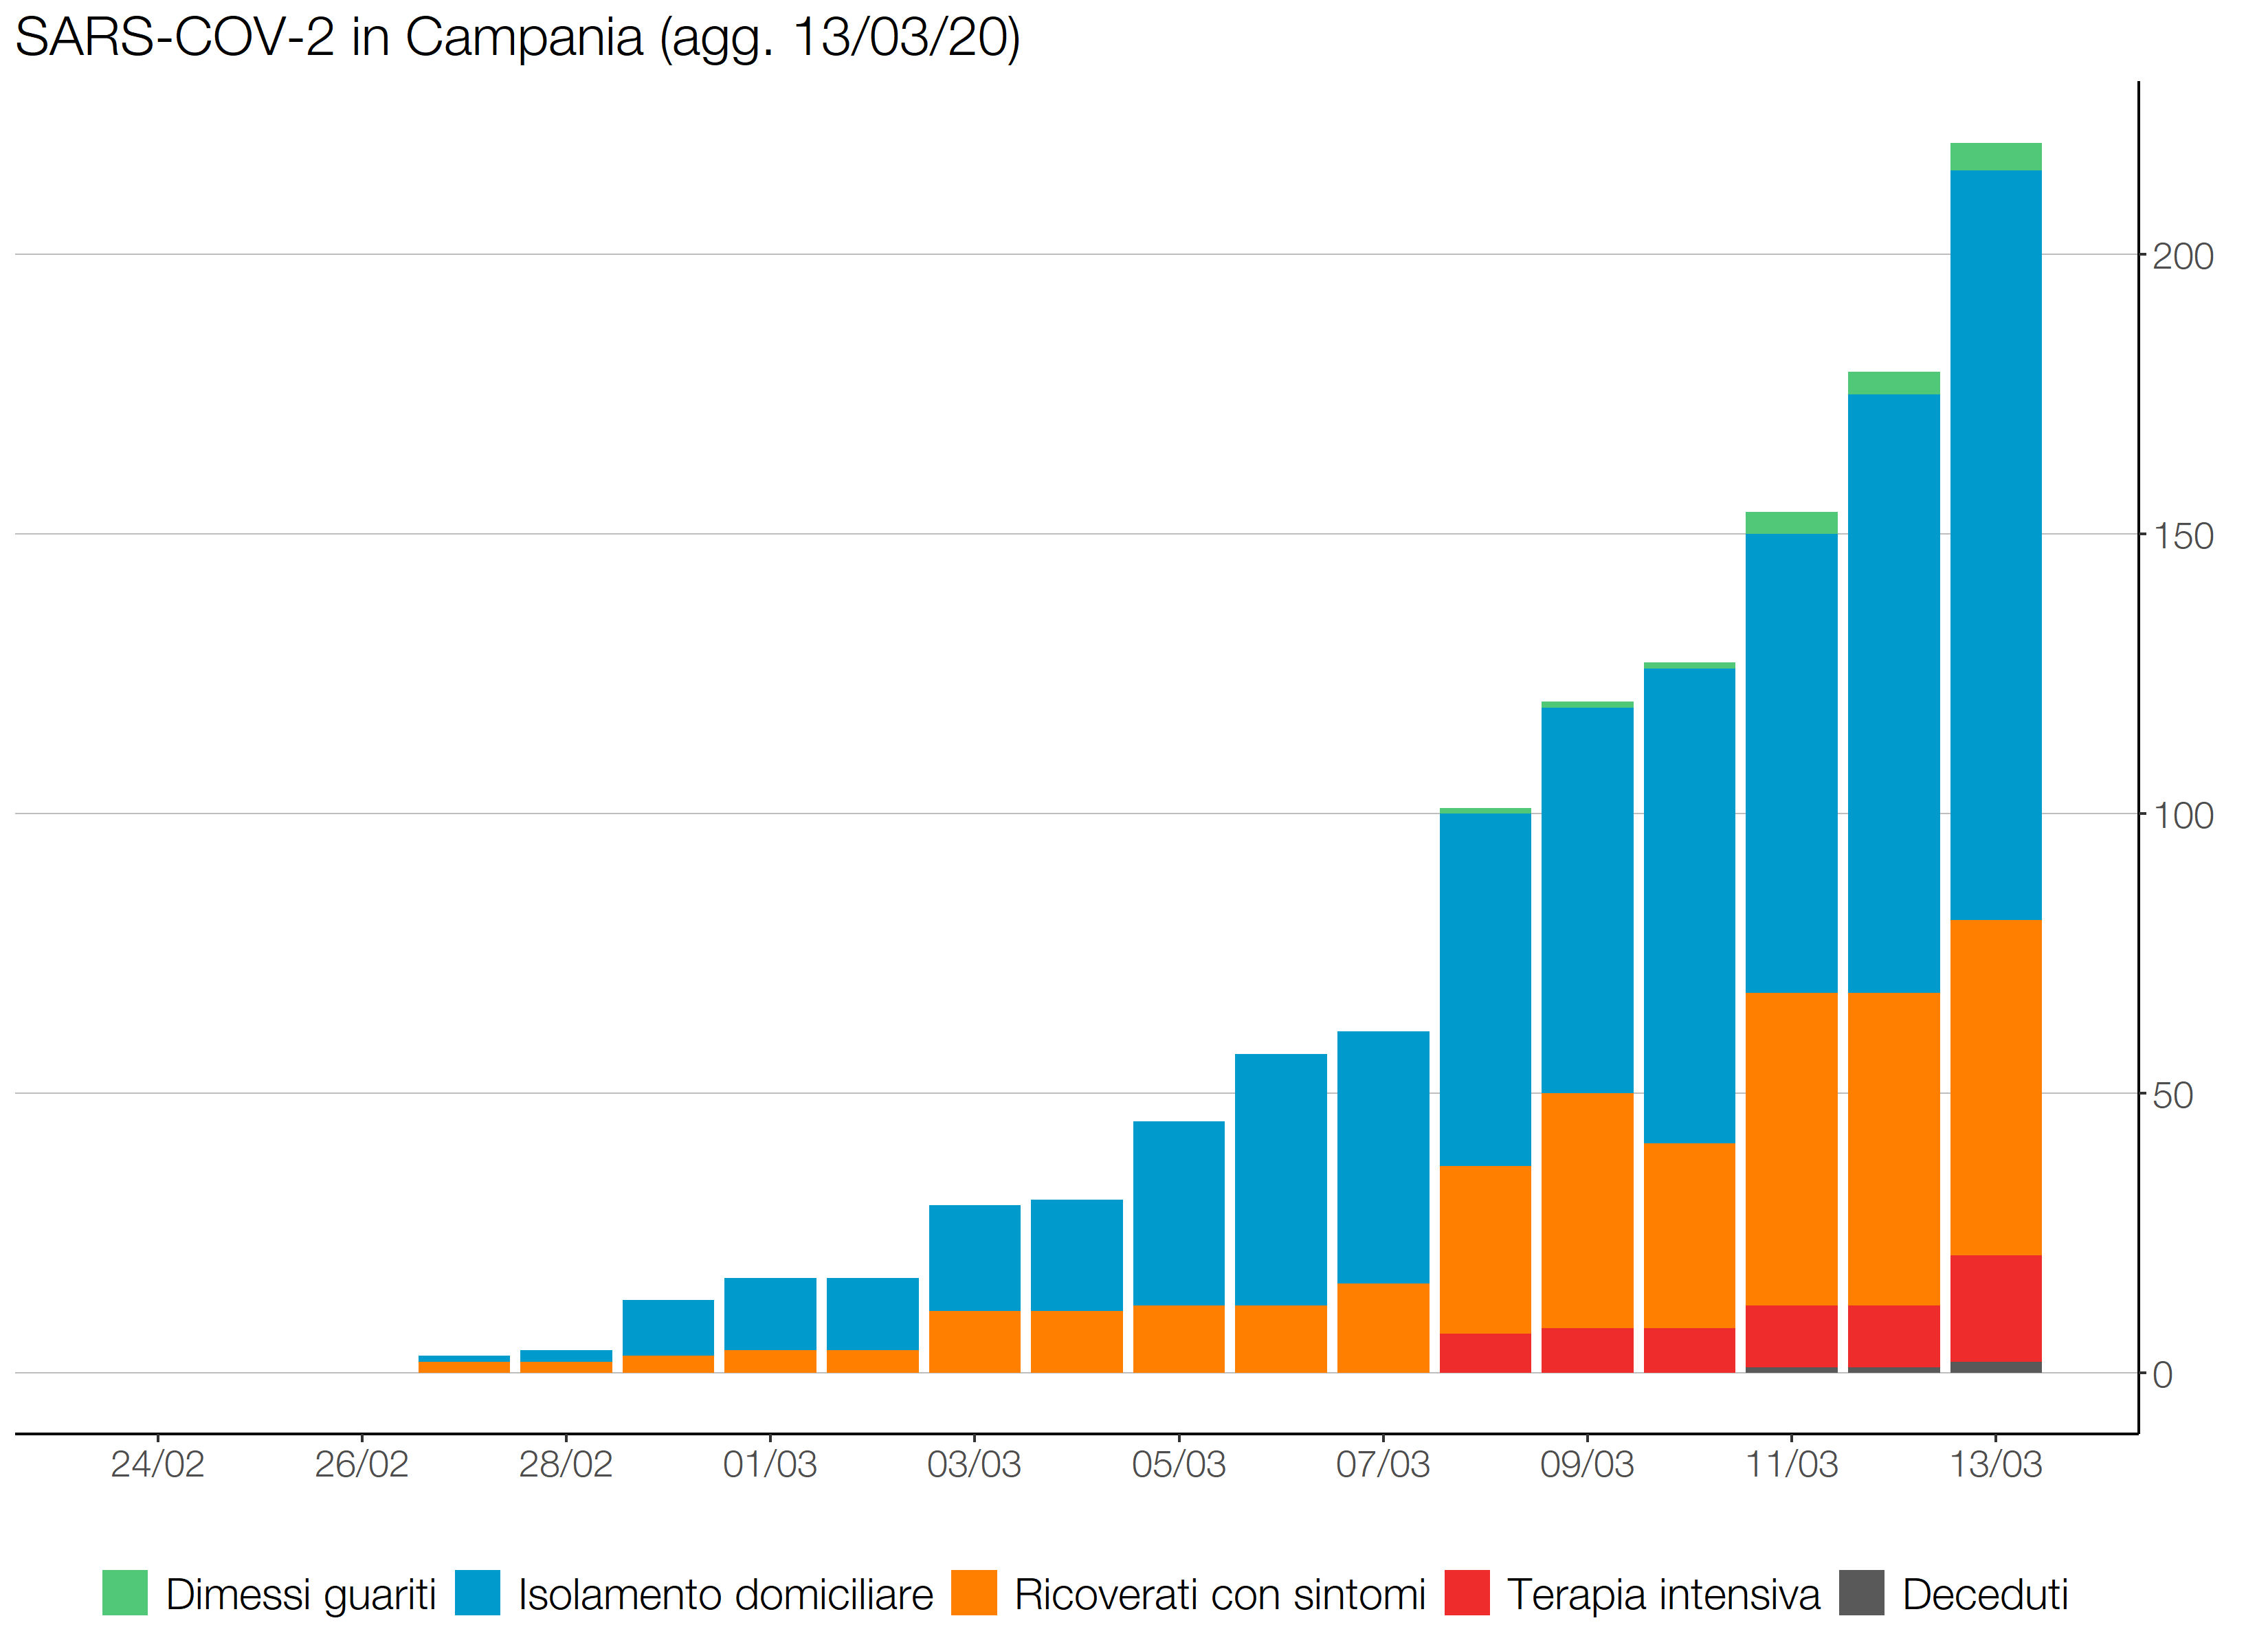 SARS-COV-2 in Campania (agg. 13/03/20)
200
150
100
50
0
24/02 26/02 28/02 01/03 03/03 05/03 07/03 09/03 11/03 13/03
Dimessi guariti Isolamento domiciliare Ricoverati con sintomi Terapia intensiva Deceduti